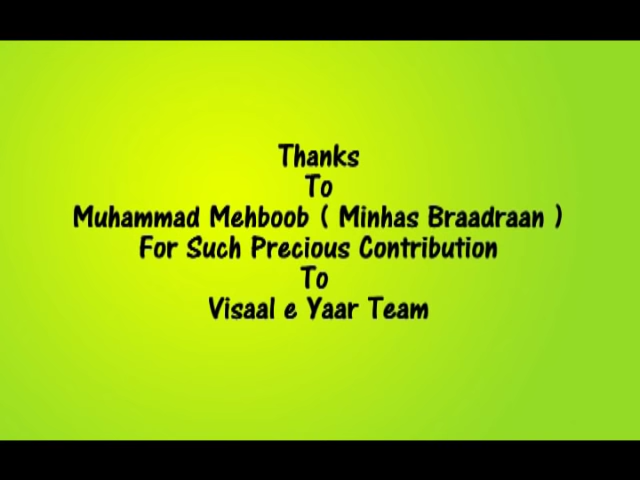 Thanks
To
Muhammad Mehboob ( Minhas Braadraan )
For Such Precious Contribution
To
Visaal e Yaar Team